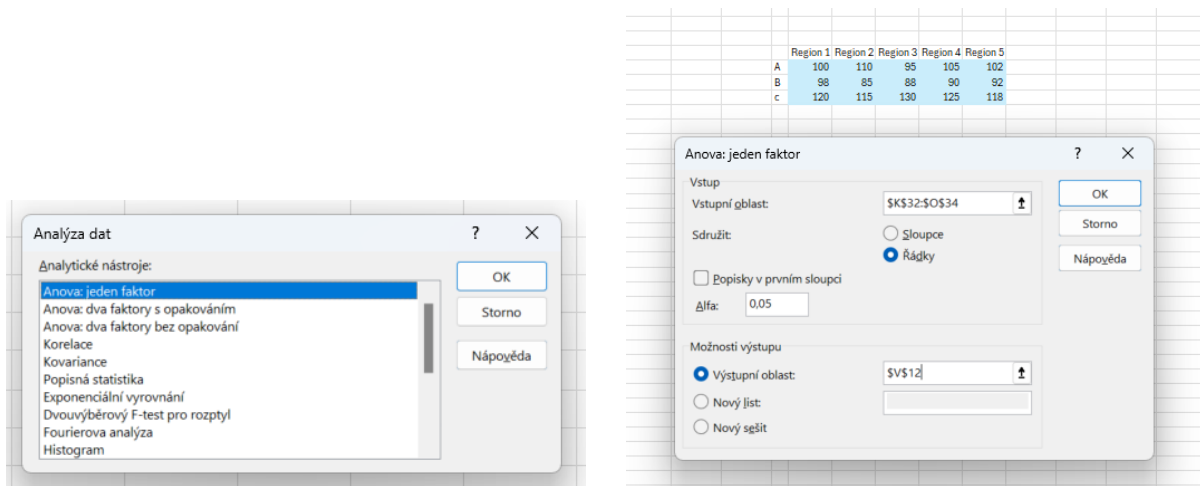 Analýza dat
?
Analytické nástroje:
Anova: jeden faktor
Anova: dva faktory s opakováním
Anova: dva faktory bez opakování
Korelace
Kovariance
Popisná statistika
Exponenciální vyrovnání
Dvouvýběrový F-test pro rozptyl
Fourierova analýza
Histogram
OK
Storno
Nápověda
Region 1 Region 2 Region 3 Region 4 Region 5
A 100 110 95 105 102
B 98 85 88 90 92
c 120 115 130 125 118
Anova: jeden faktor
?
Vstup
Vstupní oblast: $K$32:$O$34
Sdružit: Sloupce
Řádky
Popisky v prvním sloupci
Alfa: 0,05
Možnosti výstupu
Výstupní oblast: $V$12
Nový list:
Nový sešit
OK
Storno
Nápověda